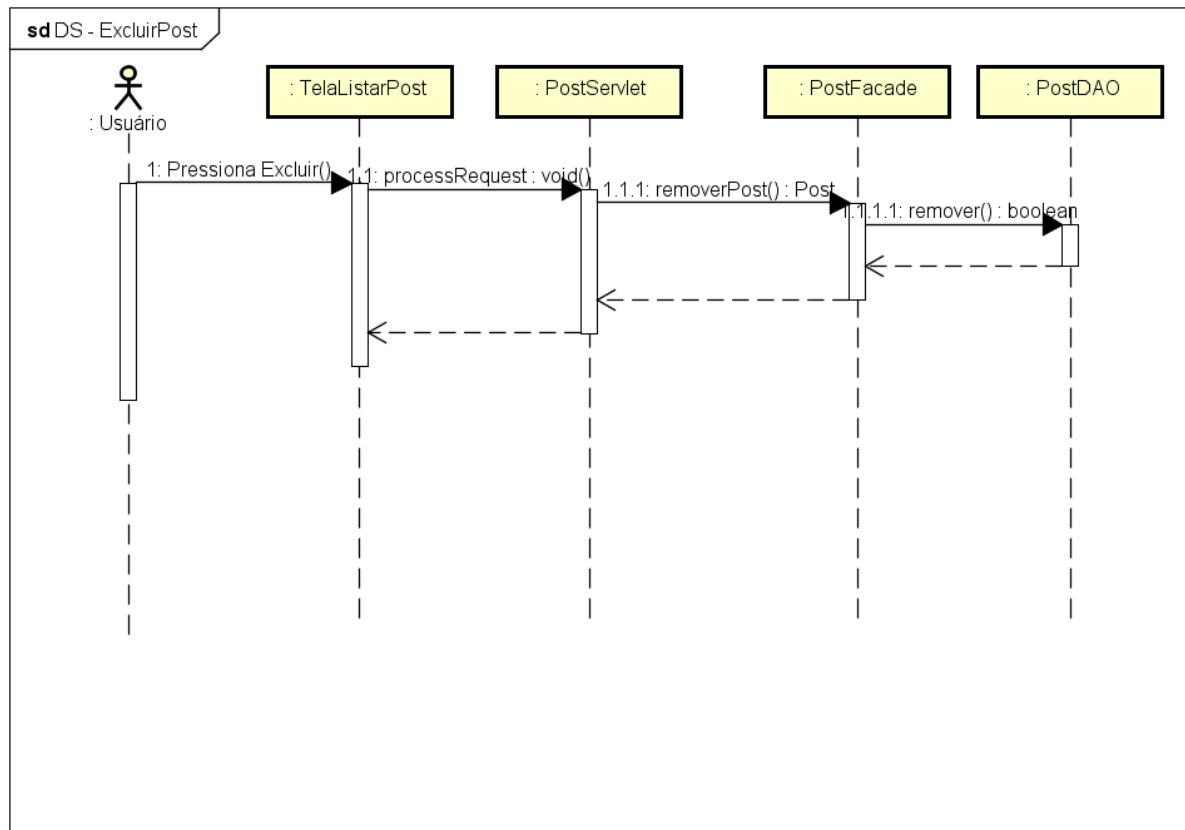 sd DS - ExcluirPost
: Usuário
: TelaListarPost
: PostServlet
: PostFacade
: PostDAO
1: Pressiona Excluir()
1.1: processRequest : void()
1.1.1: removerPost() : Post
1.1.1.1: remover() : boolean